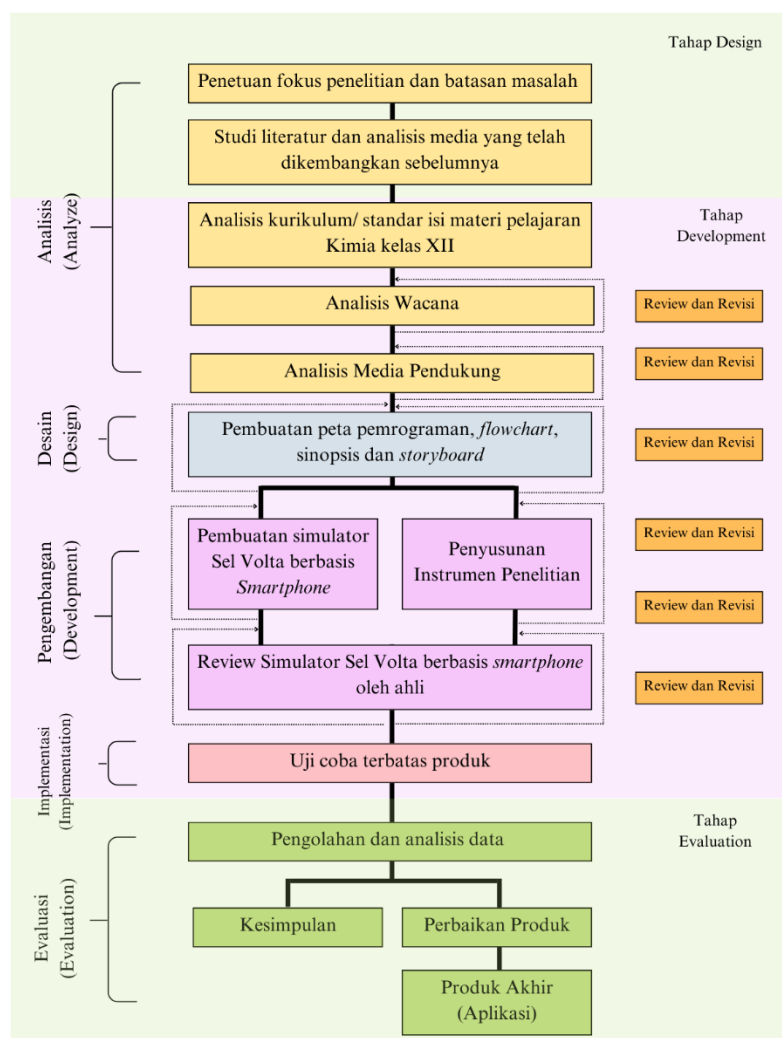 Tahap Design
Penetuan fokus penelitian dan batasan masalah
Studi literatur dan analisis media yang telah
dikembangkan sebelumnya
Analisis
(Analyze)
Tahap
Development
Analisis kurikulum/ standar isi materi pelajaran
Kimia kelas XII
Analisis Wacana
Review dan Revisi
Analisis Media Pendukung
Review dan Revisi
Desain
(Design)
Pembuatan peta pemrograman, flowchart,
sinopsis dan storyboard
Review dan Revisi
Pengembangan
(Development)
Pembuatan simulator
Sel Volta berbasis
Smartphone
Penyusunan
Instrumen Penelitian
Review dan Revisi
Review dan Revisi
Review Simulator Sel Volta berbasis smartphone
oleh ahli
Review dan Revisi
Implementasi
(Implementation)
Uji coba terbatas produk
Tahap
Evaluation
Pengolahan dan analisis data
Evaluasi
(Evaluation)
Kesimpulan
Perbaikan Produk
Produk Akhir
(Aplikasi)